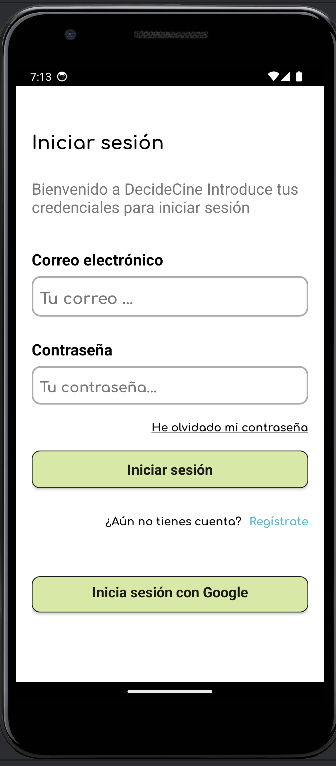 7:13
Iniciar sesión
Bienvenido a DecideCine Introduce tus
credenciales para iniciar sesión
Correo electrónico
Tu correo ...
Contraseña
Tu contraseña...
He olvidado mi contraseña
Iniciar sesión
¿Aún no tienes cuenta? Regístrate
Inicia sesión con Google